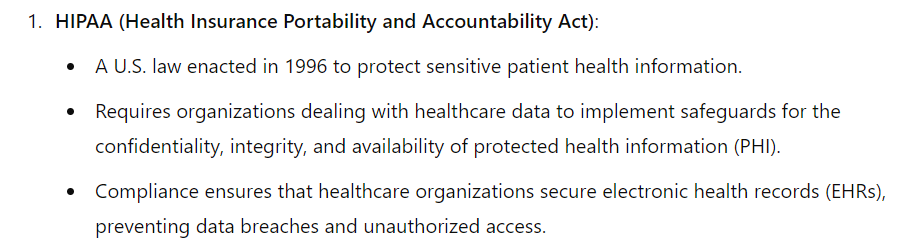 1. HIPAA (Health Insurance Portability and Accountability Act):
• A U.S. law enacted in 1996 to protect sensitive patient health information.
• Requires organizations dealing with healthcare data to implement safeguards for the
confidentiality, integrity, and availability of protected health information (PHI).
• Compliance ensures that healthcare organizations secure electronic health records (EHRs),
preventing data breaches and unauthorized access.